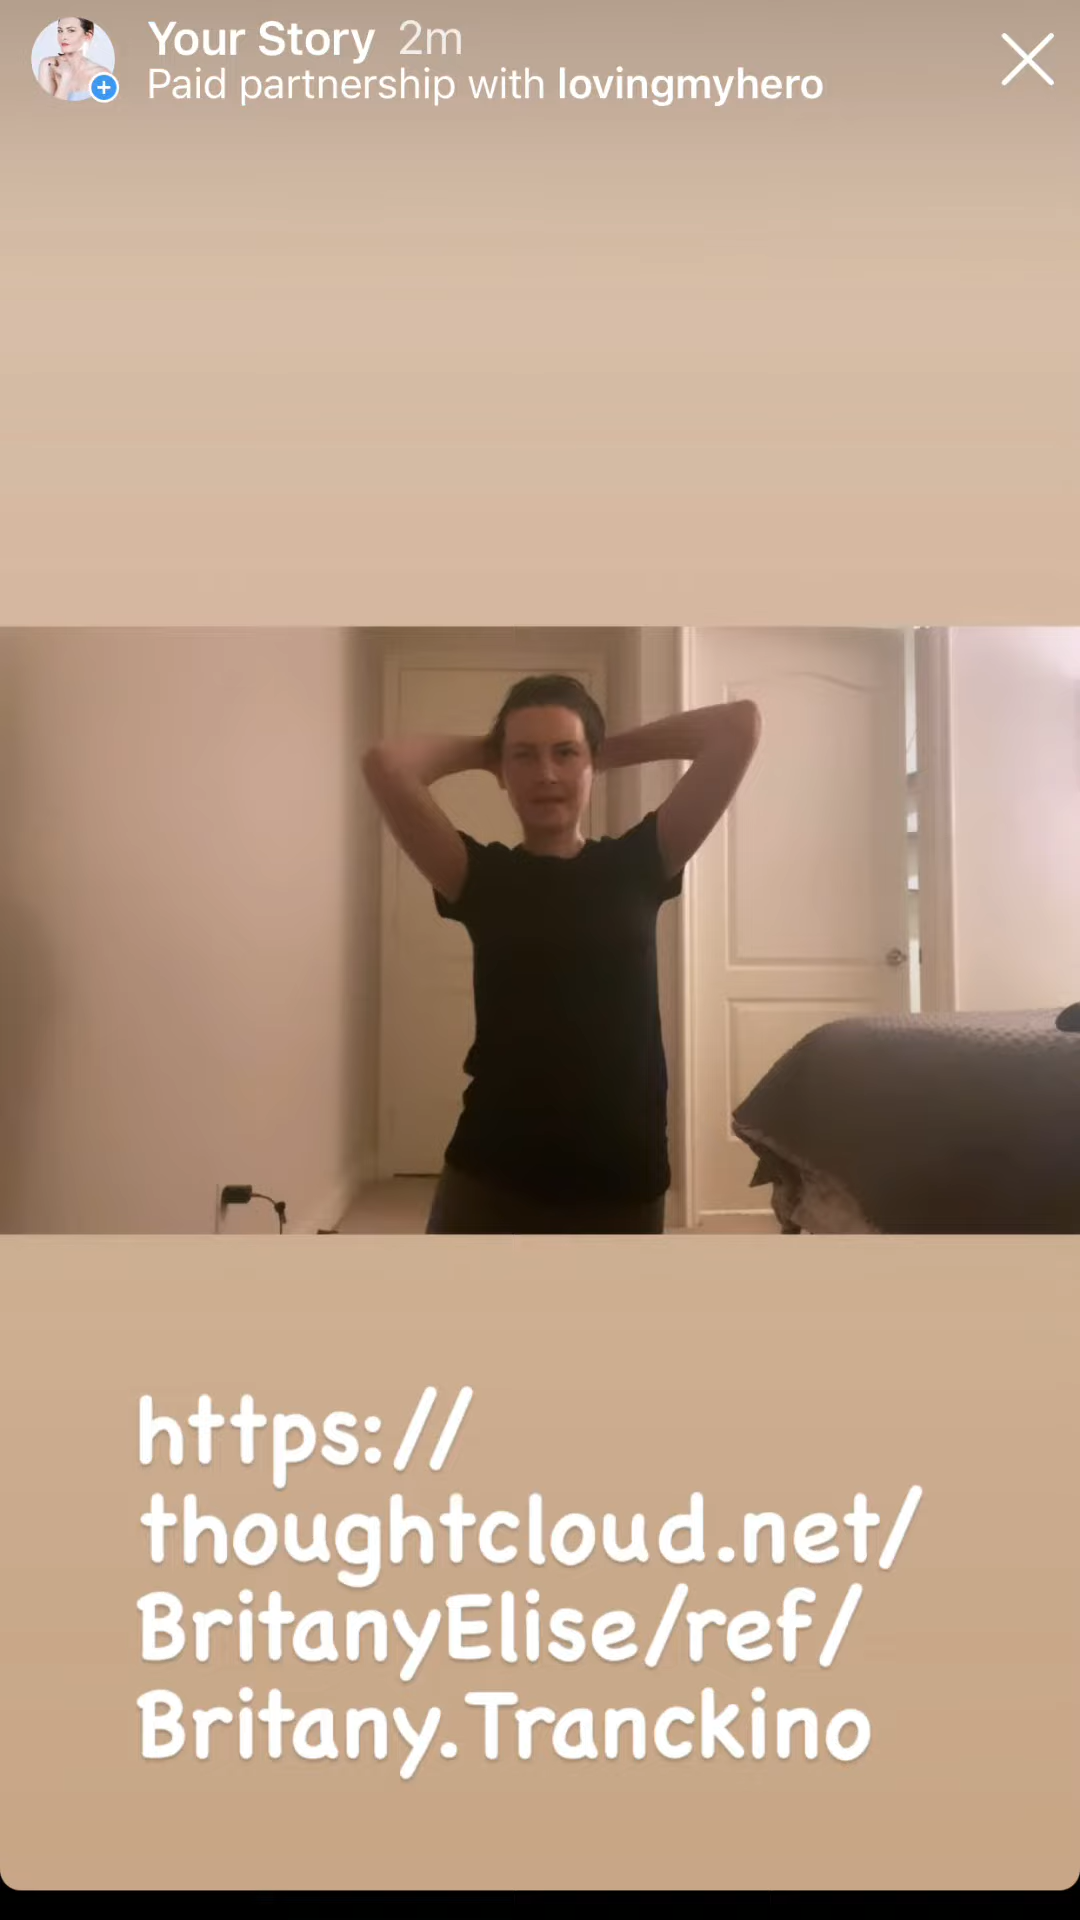 Your Story 2m
Paid partnership with lovingmyhero
https://
thoughtcloud.net/
BritanyElise/ref/
Britany.Tranckino